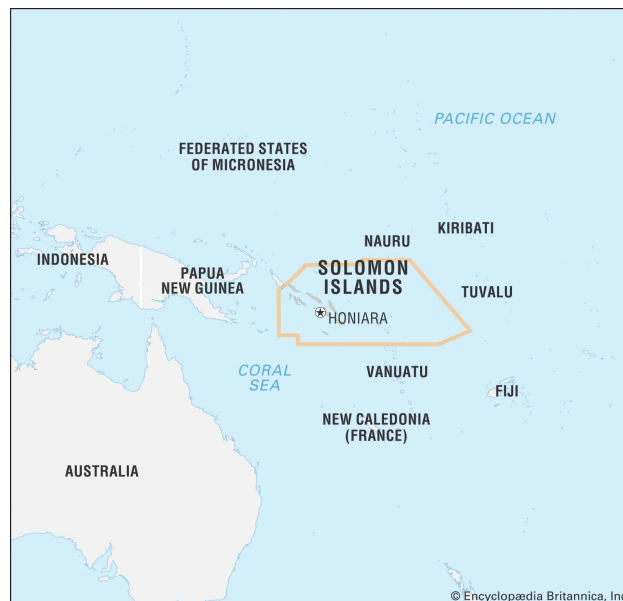 PACIFIC OCEAN
FEDERATED STATES
OF MICRONESIA
KIRIBATI
NAURU
INDONESIA
SOLOMON
ISLANDS
PAPUA
NEW GUINEA
TUVALU
HONIARA
CORAL
SEA
VANUATU
FIJI
NEW CALEDONIA
(FRANCE)
AUSTRALIA
© Encyclopædia Britannica, Inc